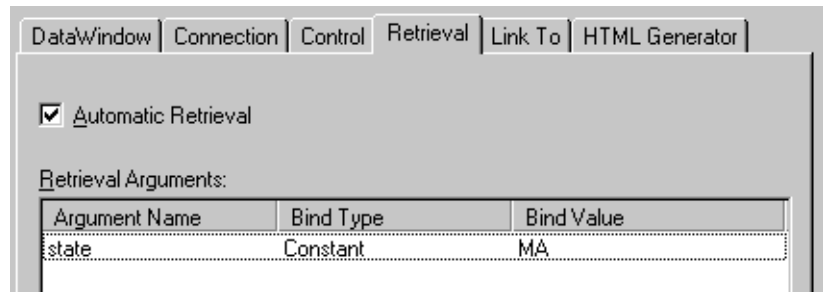 DataWindow Connection Control Retrieval Link To HTML Generator
Automatic Retrieval
Retrieval Arguments:
Argument Name Bind Type Bind Value
state Constant MA